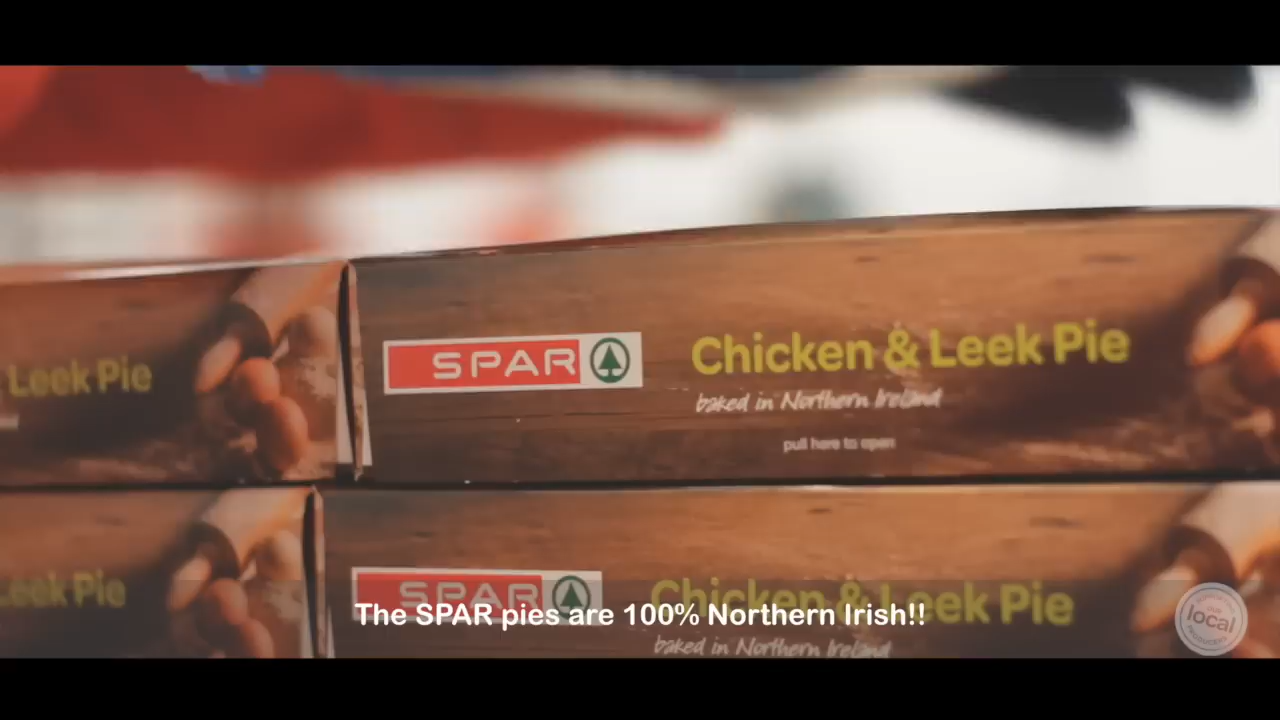 SPAR
Chicken & Leek Pie
baked in Northern Ireland
pull here to open
Leek Pie
SPAR
Chicken & Leek Pie
baked in Northern Ireland
Leek Pie
The SPAR pies are 100% Northern Irish!!
local